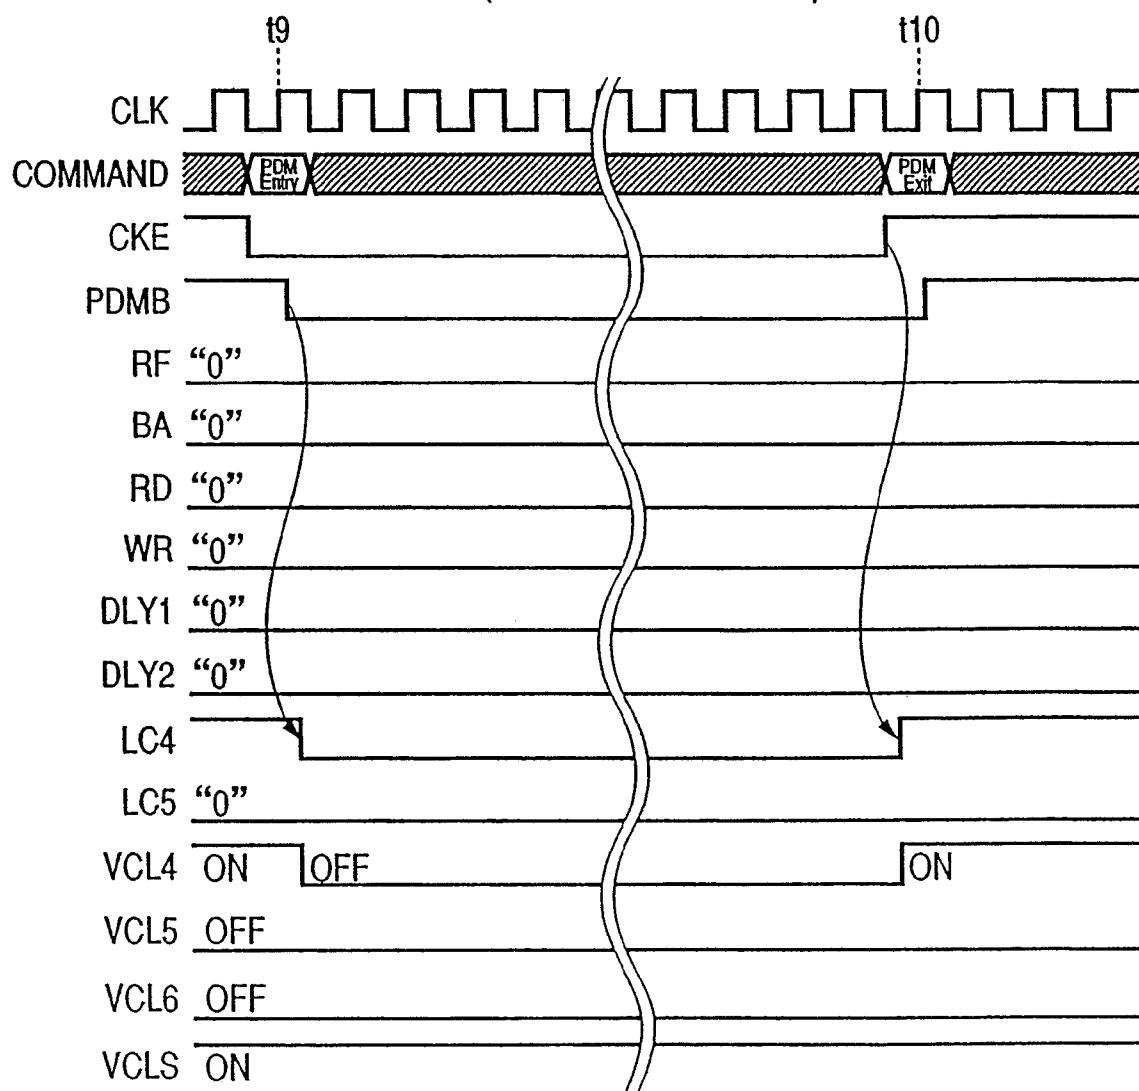 t9 t10
CLK
COMMAND PDM Entry PDM Exit
CKE
PDMB
RF “0”
BA “0”
RD “0”
WR “0”
DLY1 “0”
DLY2 “0”
LC4
LC5 “0”
VCL4 ON OFF ON
VCL5 OFF
VCL6 OFF
VCLS ON